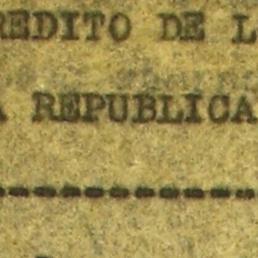 REDITO DE L
A REPUBLICA
-----------